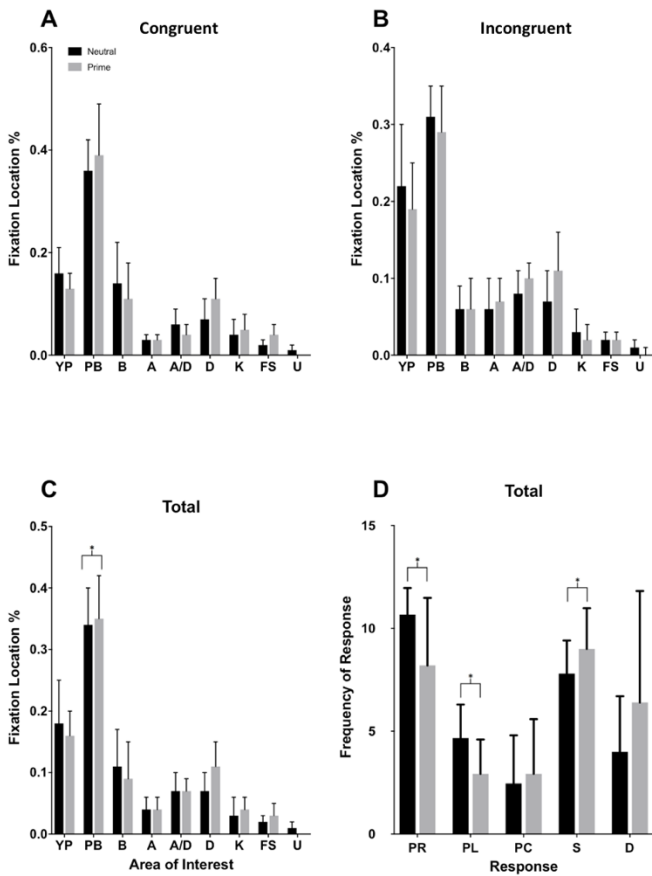 A
Congruent
Neutral
Prime
Fixation Location %
0.6
0.4
0.2
0.0
YP PB B A A/D D K FS U
B
Incongruent
Fixation Location %
0.4
0.3
0.2
0.1
0.0
YP PB B A A/D D K FS U
C
Total
Fixation Location %
0.5
0.4
0.3
0.2
0.1
0.0
*
YP PB B A A/D D K FS U
Area of Interest
D
Total
Frequency of Response
15
10
5
0
*
*
*
PR PL PC S D
Response